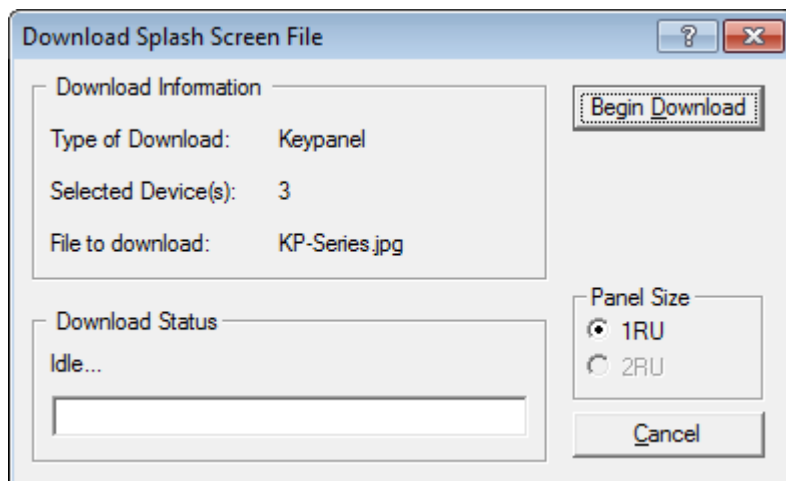 Download Splash Screen File
Download Information
Type of Download: Keypanel
Selected Device(s): 3
File to download: KP-Series.jpg
Begin Download
Download Status
Idle...
Panel Size
1RU
2RU
Cancel